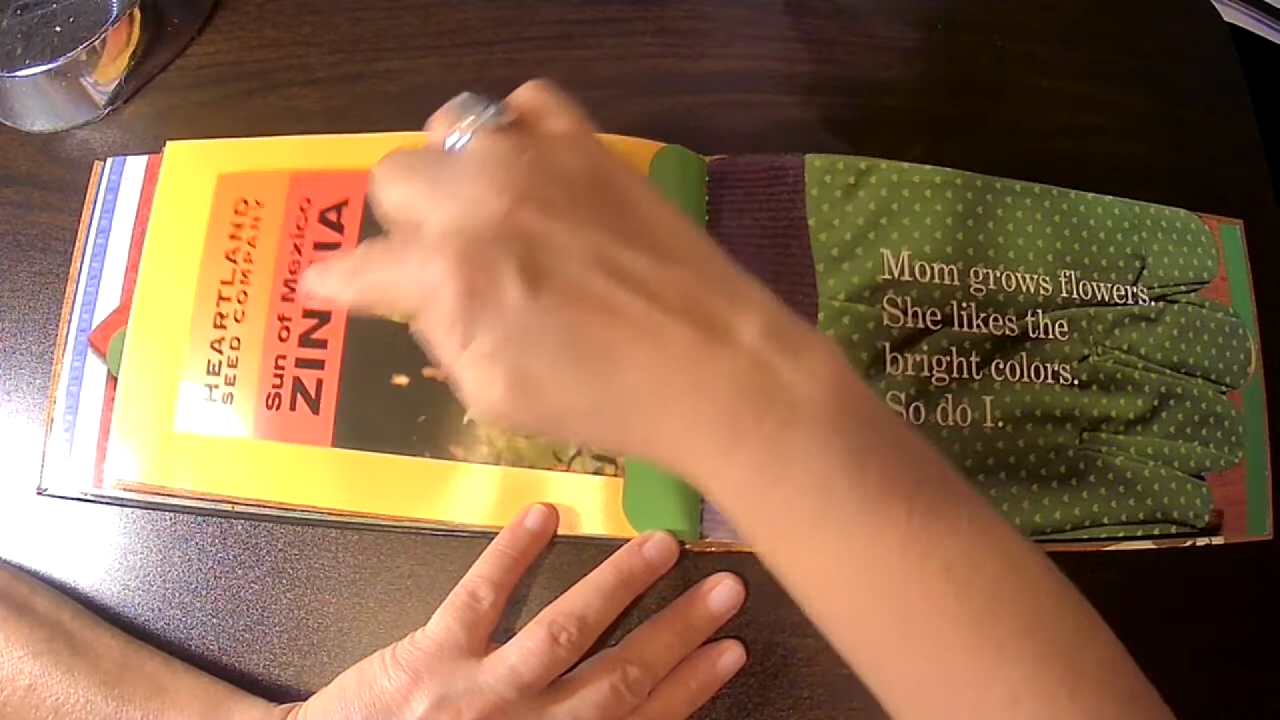 HEARTLAND
SEED COMPANY
Sun of Mexico
Mom grows flowers.
She likes the
bright colors.
So do I.